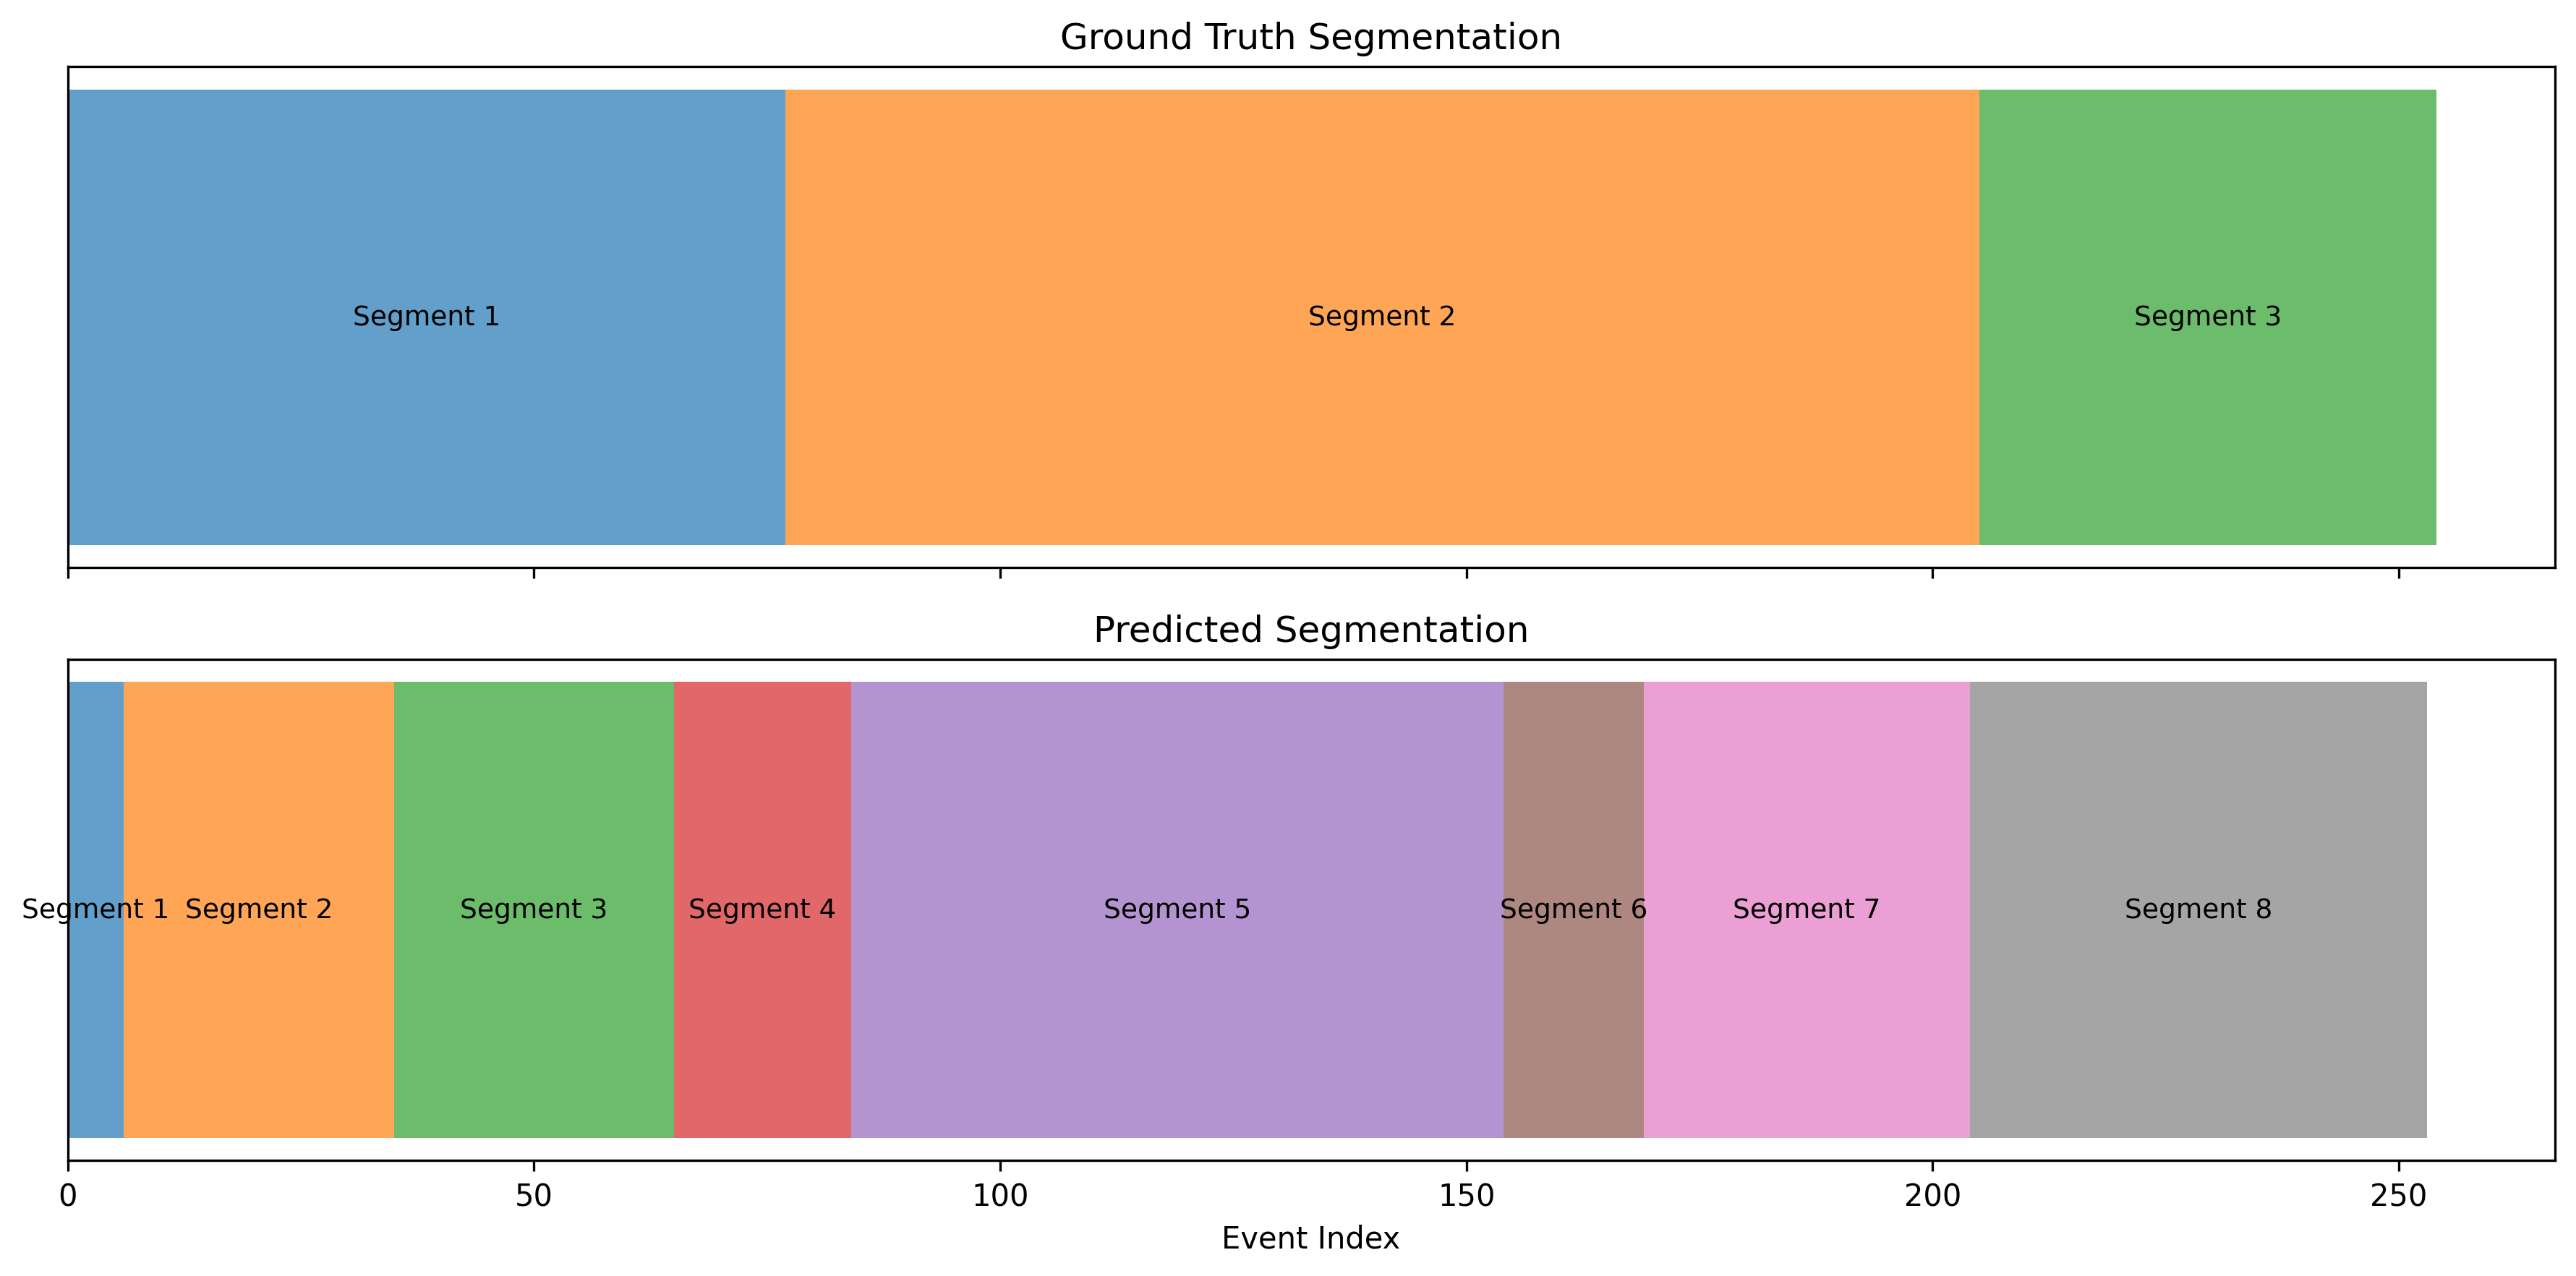 Ground Truth Segmentation
Segment 1 Segment 2 Segment 3
Predicted Segmentation
Segment 1 Segment 2 Segment 3 Segment 4 Segment 5 Segment 6 Segment 7 Segment 8
0 50 100 150 200 250
Event Index